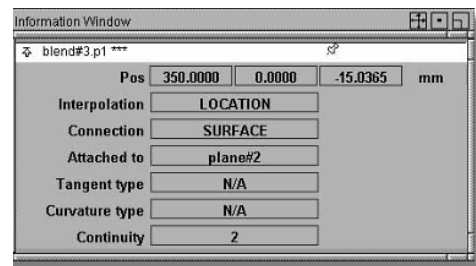 Information Window
blend#3.p1 ***
Pos 350.0000 0.0000 -15.0365 mm
Interpolation LOCATION
Connection SURFACE
Attached to plane#2
Tangent type N/A
Curvature type N/A
Continuity 2